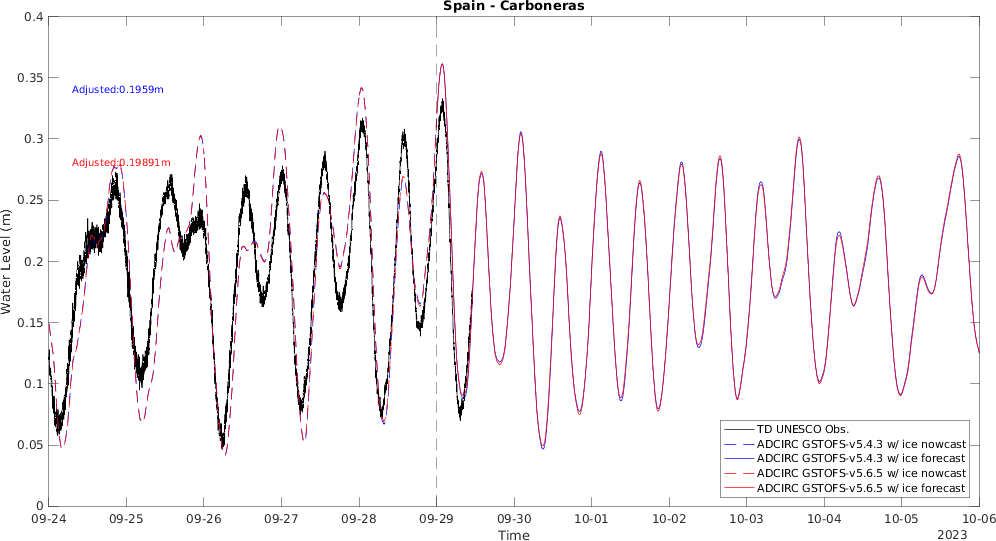 Spain - Carboneras
0.4
0.35
0.3
0.25
0.2
0.15
0.1
0.05
0
Water Level (m)
Adjusted:0.1959m
Adjusted:0.19891m
TD UNESCO Obs.
ADCIRC GSTOFS-v5.4.3 w/ ice nowcast
ADCIRC GSTOFS-v5.4.3 w/ ice forecast
ADCIRC GSTOFS-v5.6.5 w/ ice nowcast
ADCIRC GSTOFS-v5.6.5 w/ ice forecast
09-24 09-25 09-26 09-27 09-28 09-29 09-30 10-01 10-02 10-03 10-04 10-05 10-06
Time
2023